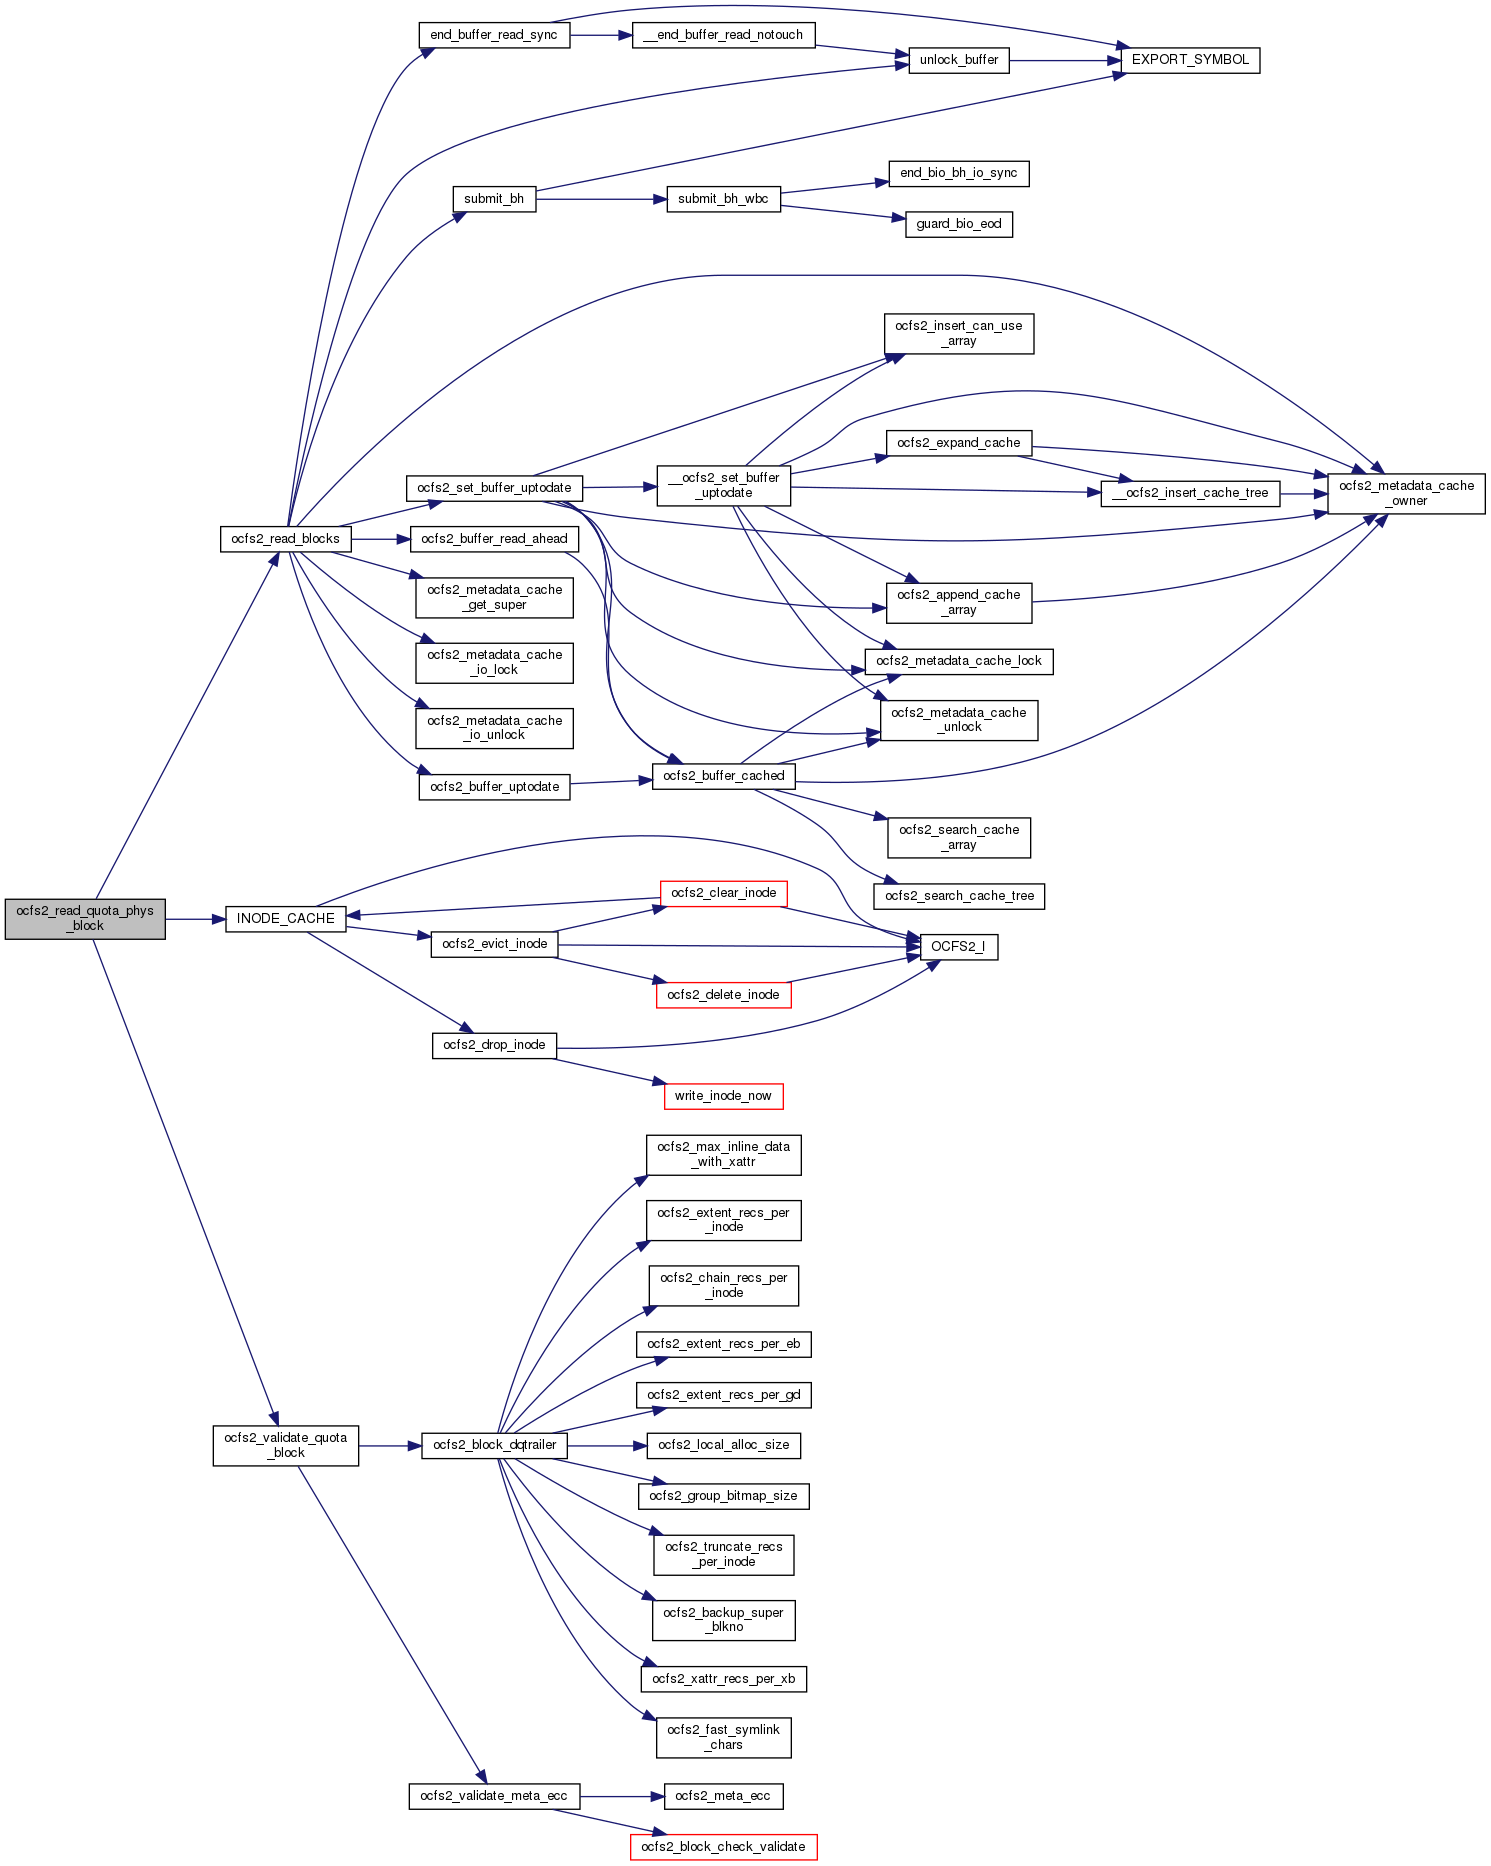 end_buffer_read_sync
__end_buffer_read_notouch
unlock_buffer
EXPORT_SYMBOL
end_bio_bh_io_sync
submit_bh
submit_bh_wbc
guard_bio_eod
ocfs2_insert_can_use
_array
ocfs2_expand_cache
ocfs2_set_buffer_uptodate
__ocfs2_set_buffer
_uptodate
__ocfs2_insert_cache_tree
ocfs2_metadata_cache
_owner
ocfs2_read_blocks
ocfs2_buffer_read_ahead
ocfs2_metadata_cache
_get_super
ocfs2_append_cache
_array
ocfs2_metadata_cache
_io_lock
ocfs2_metadata_cache_lock
ocfs2_metadata_cache
_io_unlock
ocfs2_metadata_cache
_unlock
ocfs2_buffer_uptodate
ocfs2_buffer_cached
ocfs2_search_cache
_array
ocfs2_search_cache_tree
ocfs2_read_quota_phys
_block
INODE_CACHE
ocfs2_clear_inode
ocfs2_evict_inode
OCFS2_I
ocfs2_delete_inode
ocfs2_drop_inode
write_inode_now
ocfs2_max_inline_data
_with_xattr
ocfs2_extent_recs_per
_inode
ocfs2_chain_recs_per
_inode
ocfs2_extent_recs_per_eb
ocfs2_extent_recs_per_gd
ocfs2_validate_quota
_block
ocfs2_block_dqtrailer
ocfs2_local_alloc_size
ocfs2_group_bitmap_size
ocfs2_truncate_recs
_per_inode
ocfs2_backup_super
_blkno
ocfs2_xattr_recs_per_xb
ocfs2_fast_symlink
_chars
ocfs2_validate_meta_ecc
ocfs2_meta_ecc
ocfs2_block_check_validate